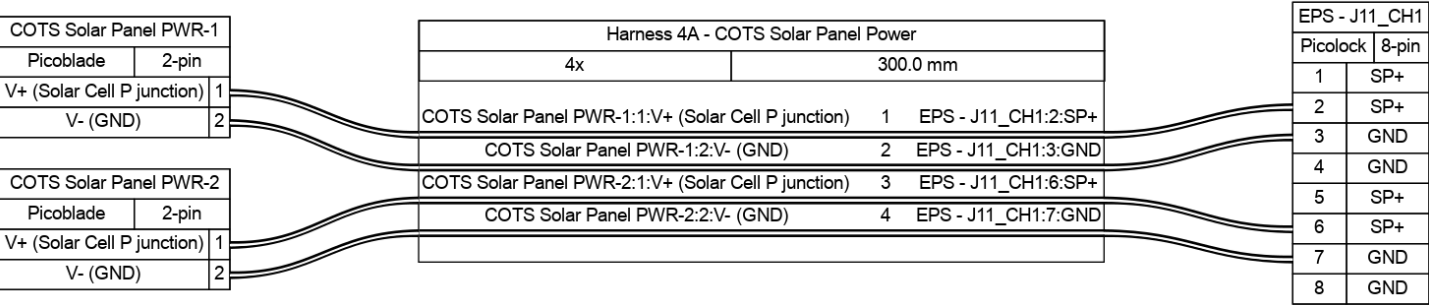 COTS Solar Panel PWR-1
Picoblade 2-pin
V+ (Solar Cell P junction) 1
V- (GND) 2
COTS Solar Panel PWR-2
Picoblade 2-pin
V+ (Solar Cell P junction) 1
V- (GND) 2
Harness 4A - COTS Solar Panel Power
4x 300.0 mm
COTS Solar Panel PWR-1:1:V+ (Solar Cell P junction) 1 EPS - J11_CH1:2:SP+
COTS Solar Panel PWR-1:2:V- (GND) 2 EPS - J11_CH1:3:GND
COTS Solar Panel PWR-2:1:V+ (Solar Cell P junction) 3 EPS - J11_CH1:6:SP+
COTS Solar Panel PWR-2:2:V- (GND) 4 EPS - J11_CH1:7:GND
EPS - J11_CH1
Picolock 8-pin
1 SP+
2 SP+
3 GND
4 GND
5 SP+
6 SP+
7 GND
8 GND